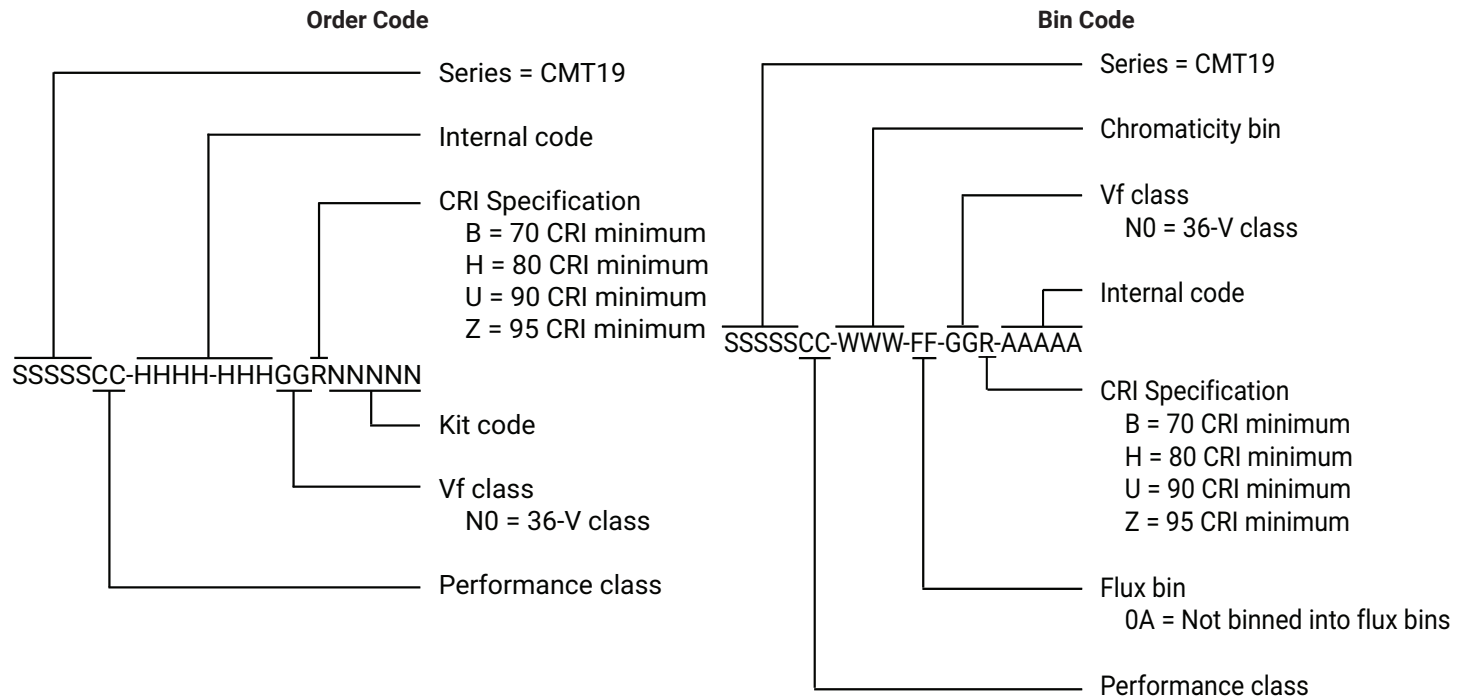 Order Code
Series = CMT19
Internal code
CRI Specification
B = 70 CRI minimum
H = 80 CRI minimum
U = 90 CRI minimum
Z = 95 CRI minimum
SSSSSCC-HHHH-HHHGGRNNNNN
Kit code
Vf class
N0 = 36-V class
Performance class
Bin Code
Series = CMT19
Chromaticity bin
Vf class
N0 = 36-V class
Internal code
SSSSSCC-WWW-FF-GGR-AAAAA
CRI Specification
B = 70 CRI minimum
H = 80 CRI minimum
U = 90 CRI minimum
Z = 95 CRI minimum
Flux bin
0A = Not binned into flux bins
Performance class